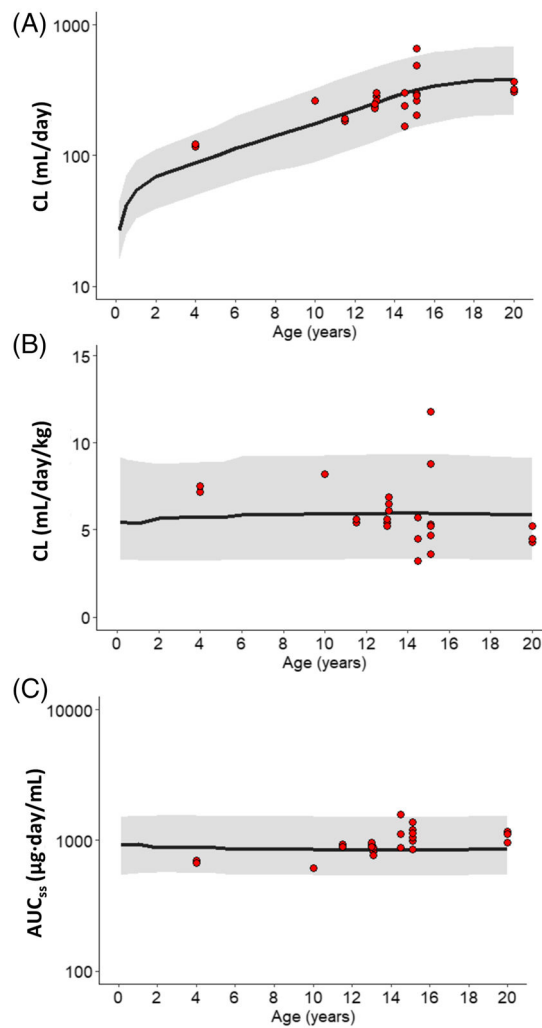 (A)
1000
100
10
CL (mL/day)
0 2 4 6 8 10 12 14 16 18 20
Age (years)
(B)
15
10
5
0
CL (mL/day/kg)
0 2 4 6 8 10 12 14 16 18 20
Age (years)
(C)
10000
1000
100
AUCss (µg·day/mL)
0 2 4 6 8 10 12 14 16 18 20
Age (years)